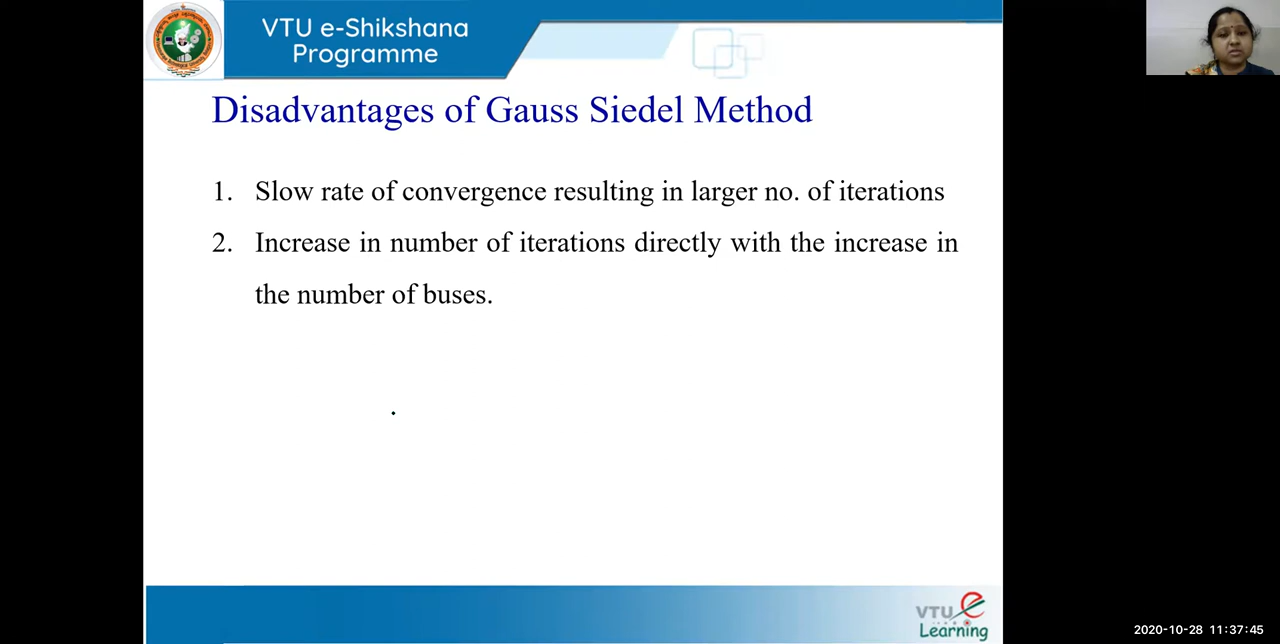 VTU e-Shikshana
Programme
Disadvantages of Gauss Siedel Method
1. Slow rate of convergence resulting in larger no. of iterations
2. Increase in number of iterations directly with the increase in
the number of buses.
VTU e
Learning
2020-10-28 11:37:45